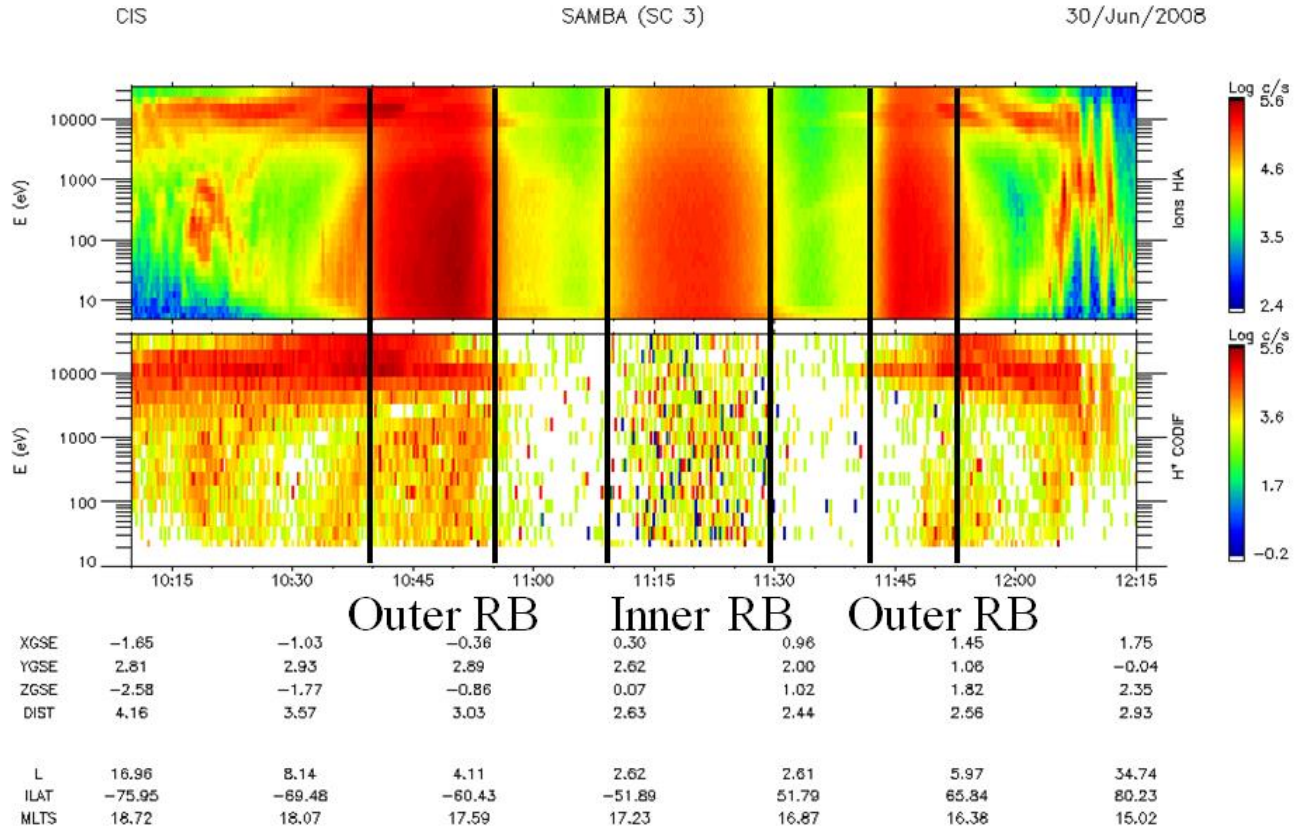 CIS SAMBA (SC 3) 30/Jun/2008
Log c/s
5.6
10000
4.6
1000
E (eV)
Ions HIA
3.5
100
10
2.4
Log c/s
5.6
10000
3.6
1000
E (eV)
H⁺ CODIF
1.7
100
-0.2
10
10:15 10:30 10:45 11:00 11:15 11:30 11:45 12:00 12:15
Outer RB Inner RB Outer RB
XGSE -1.65 -1.03 -0.36 0.30 0.96 1.45 1.75
YGSE 2.81 2.93 2.89 2.62 2.00 1.06 -0.04
ZGSE -2.58 -1.77 -0.86 0.07 1.02 1.82 2.35
DIST 4.16 3.57 3.03 2.63 2.44 2.56 2.93
L 16.96 8.14 4.11 2.62 2.61 5.97 34.74
ILAT -75.95 -69.48 -60.43 -51.89 51.79 65.84 80.23
MLTS 18.72 18.07 17.59 17.23 16.87 16.38 15.02